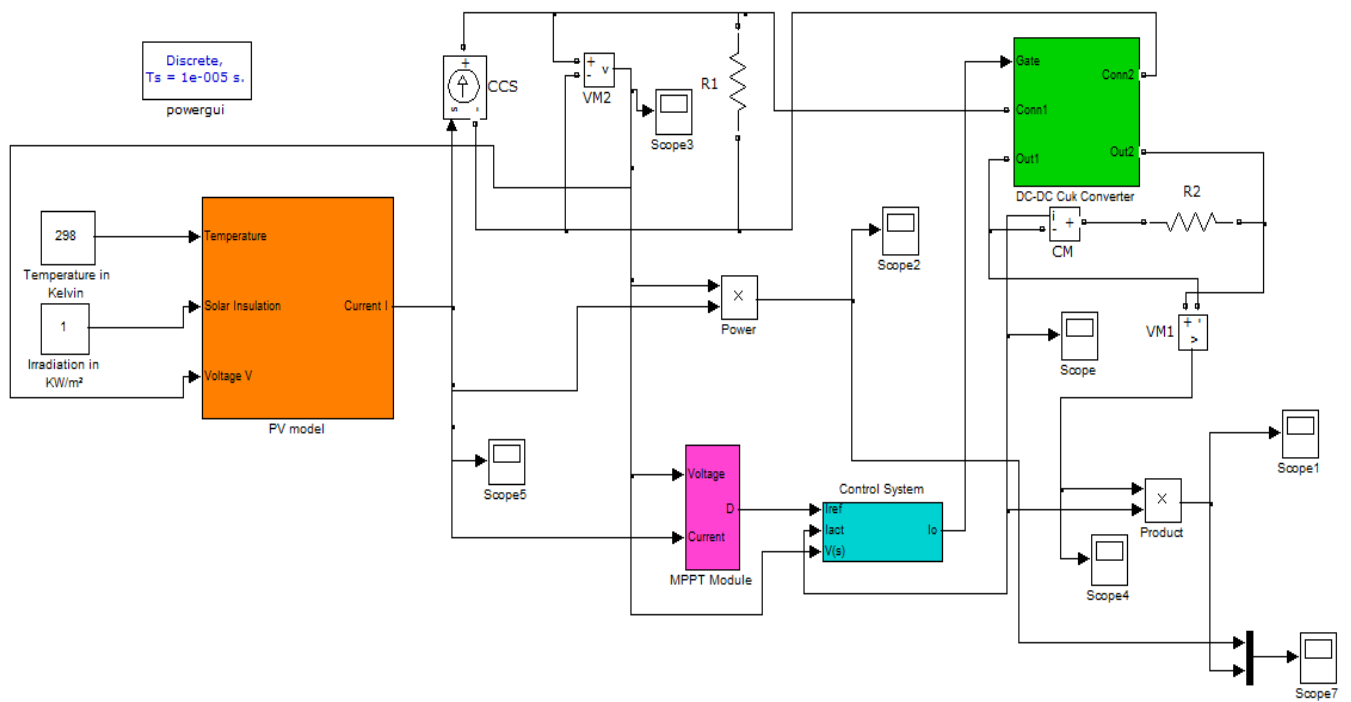 Discrete,
Ts = 1e-005 s.
powergui
+
CCS
s
-
+
-
v
VM2
Scope3
R1
Gate
Conn2
Conn1
Out1
Out2
DC-DC Cuk Converter
i
-
+
CM
R2
298
Temperature in
Kelvin
1
Irradiation in
KW/m²
Temperature
Solar Insulation
Current I
Voltage V
PV model
Scope2
X
Power
Scope
+ -
v
VM1
Scope5
Scope1
Voltage
D
Current
MPPT Module
Control System
Iref
Iact
Io
V(s)
X
Product
Scope4
Scope7